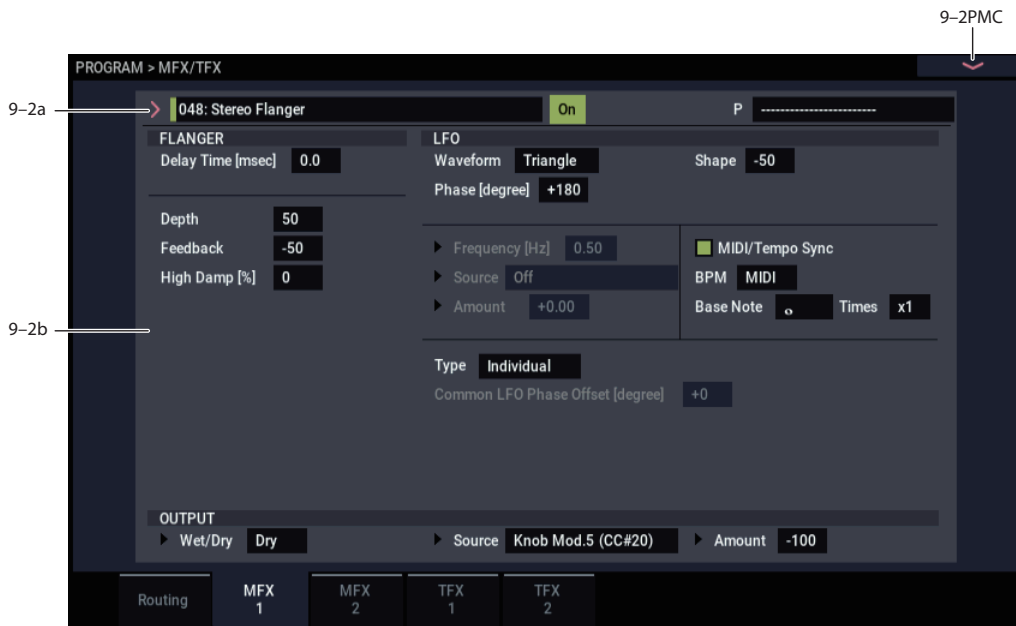 9–2PMC
PROGRAM > MFX/TFX
9–2a
048: Stereo Flanger On P -----------------------
FLANGER LFO
Delay Time [msec] 0.0 Waveform Triangle Shape -50
Phase [degree] +180
Depth 50
Feedback -50 Frequency [Hz] 0.50 MIDI/Tempo Sync
High Damp [%] 0 Source Off BPM MIDI
Amount +0.00 Base Note 𝅝 Times x1
9–2b
Type Individual
Common LFO Phase Offset [degree] +0
OUTPUT
Wet/Dry Dry Source Knob Mod.5 (CC#20) Amount -100
Routing MFX 1 MFX 2 TFX 1 TFX 2